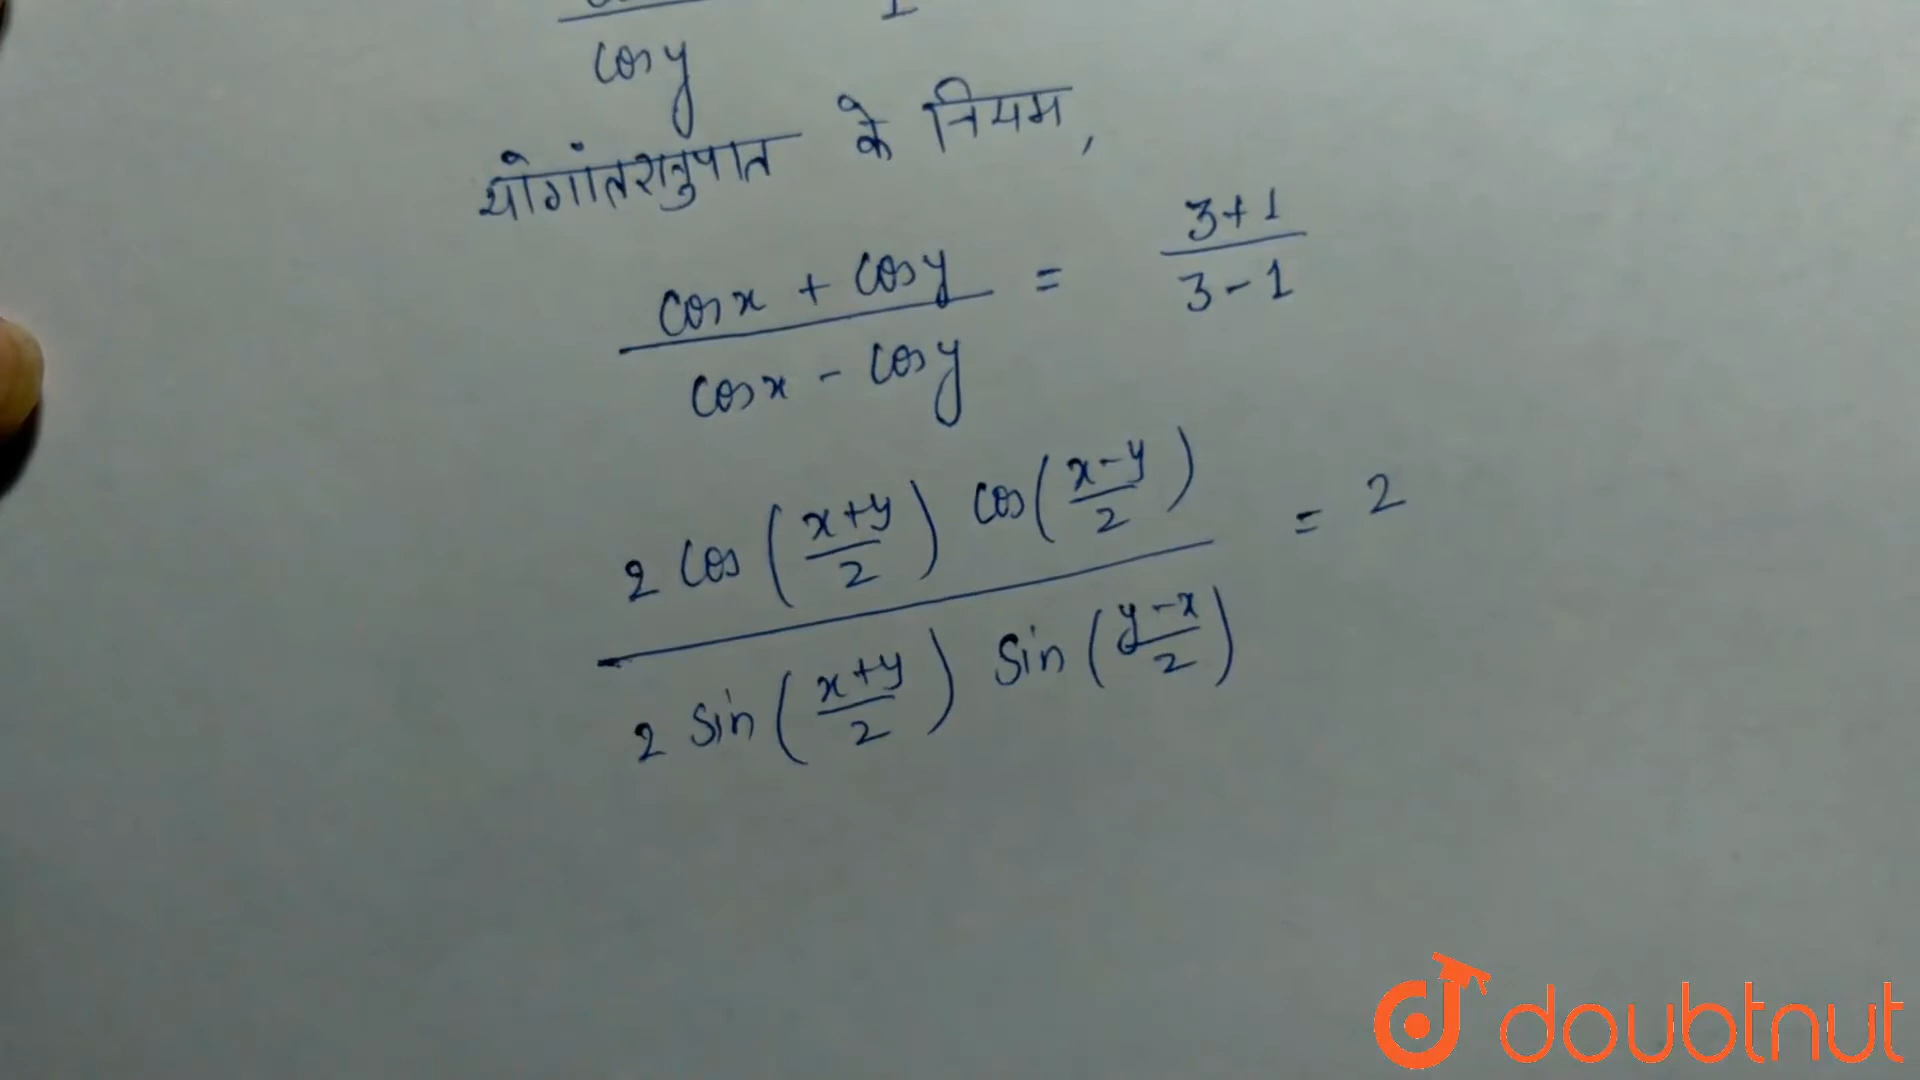 cos y
योगांतरानुपात के नियम,
cos x + cos y = 3+1
cos x - cos y 3-1
2 cos (x+y/2) cos (x-y/2) = 2
2 sin (x+y/2) sin (y-x/2)
doubtnut